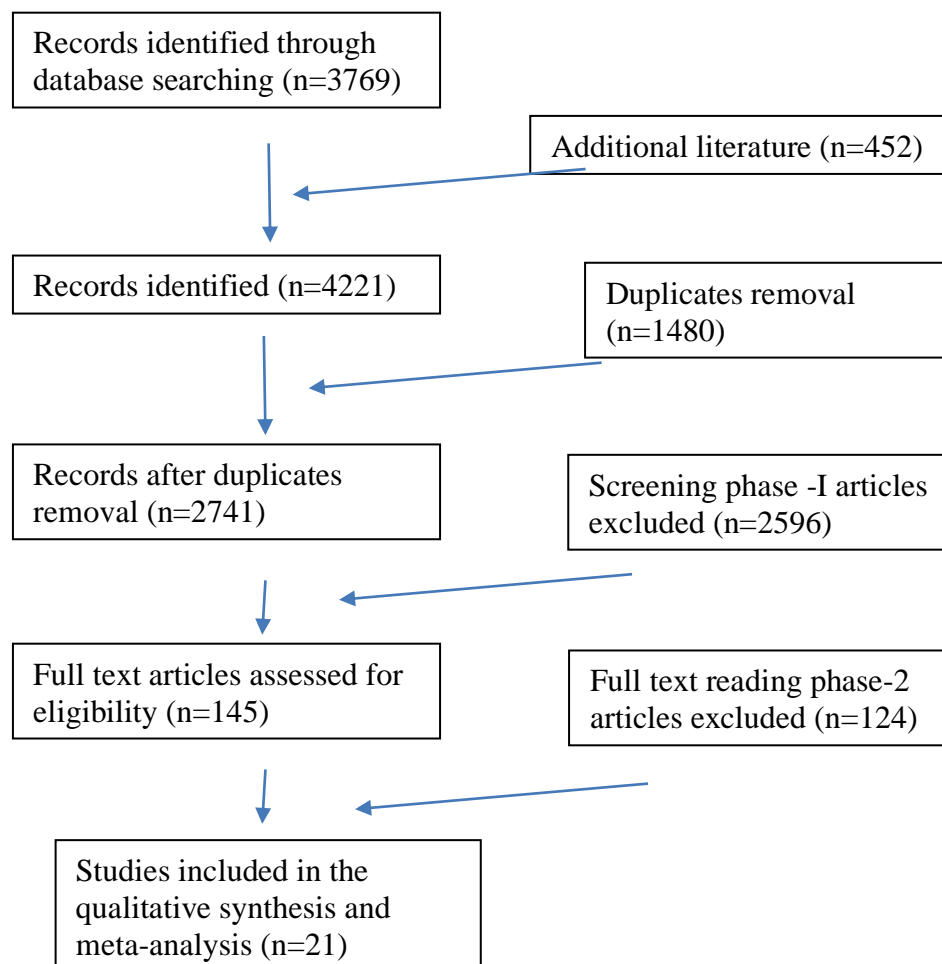 Records identified through
database searching (n=3769)
Additional literature (n=452)
Records identified (n=4221)
Duplicates removal
(n=1480)
Records after duplicates
removal (n=2741)
Screening phase -I articles
excluded (n=2596)
Full text articles assessed for
eligibility (n=145)
Full text reading phase-2
articles excluded (n=124)
Studies included in the
qualitative synthesis and
meta-analysis (n=21)